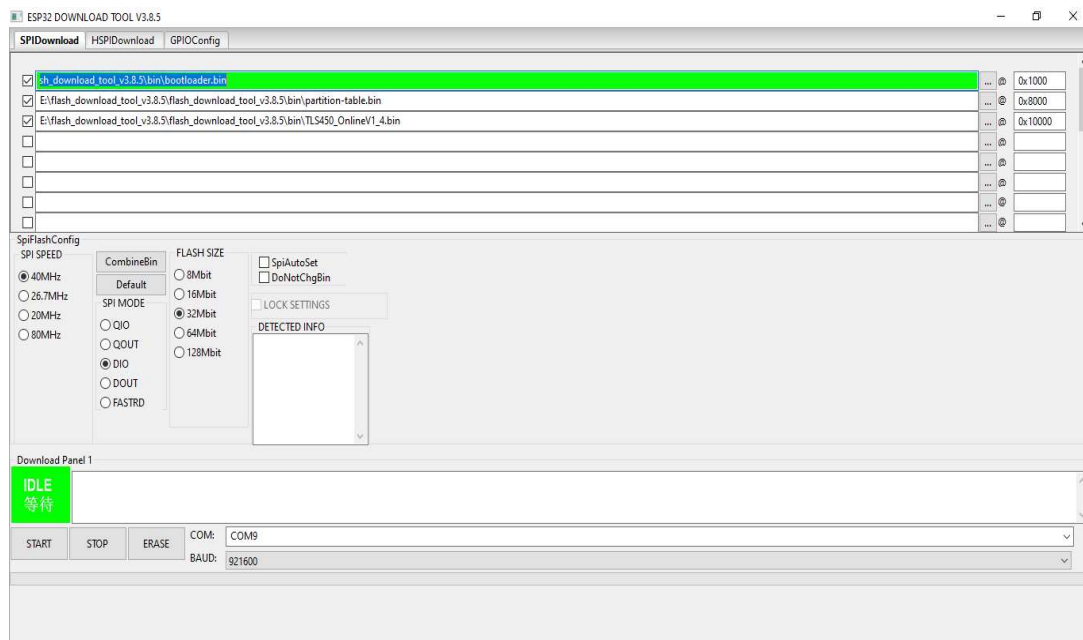 ESP32 DOWNLOAD TOOL V3.8.5
SPIDownload HSPIDownload GPIOConfig
sh_download_tool_v3.8.5\bin\bootloader.bin ... @ 0x1000
E:\flash_download_tool_v3.8.5\flash_download_tool_v3.8.5\bin\partition-table.bin ... @ 0x8000
E:\flash_download_tool_v3.8.5\flash_download_tool_v3.8.5\bin\TLS450_OnlineV1_4.bin ... @ 0x10000
... @
... @
... @
... @
... @
SpiFlashConfig
SPI SPEED
40MHz
26.7MHz
20MHz
80MHz
CombineBin
Default
SPI MODE
QIO
QOUT
DIO
DOUT
FASTRD
FLASH SIZE
8Mbit
16Mbit
32Mbit
64Mbit
128Mbit
SpiAutoSet
DoNotChgBin
LOCK SETTINGS
DETECTED INFO
Download Panel 1
IDLE
等待
START STOP ERASE
COM: COM9
BAUD: 921600